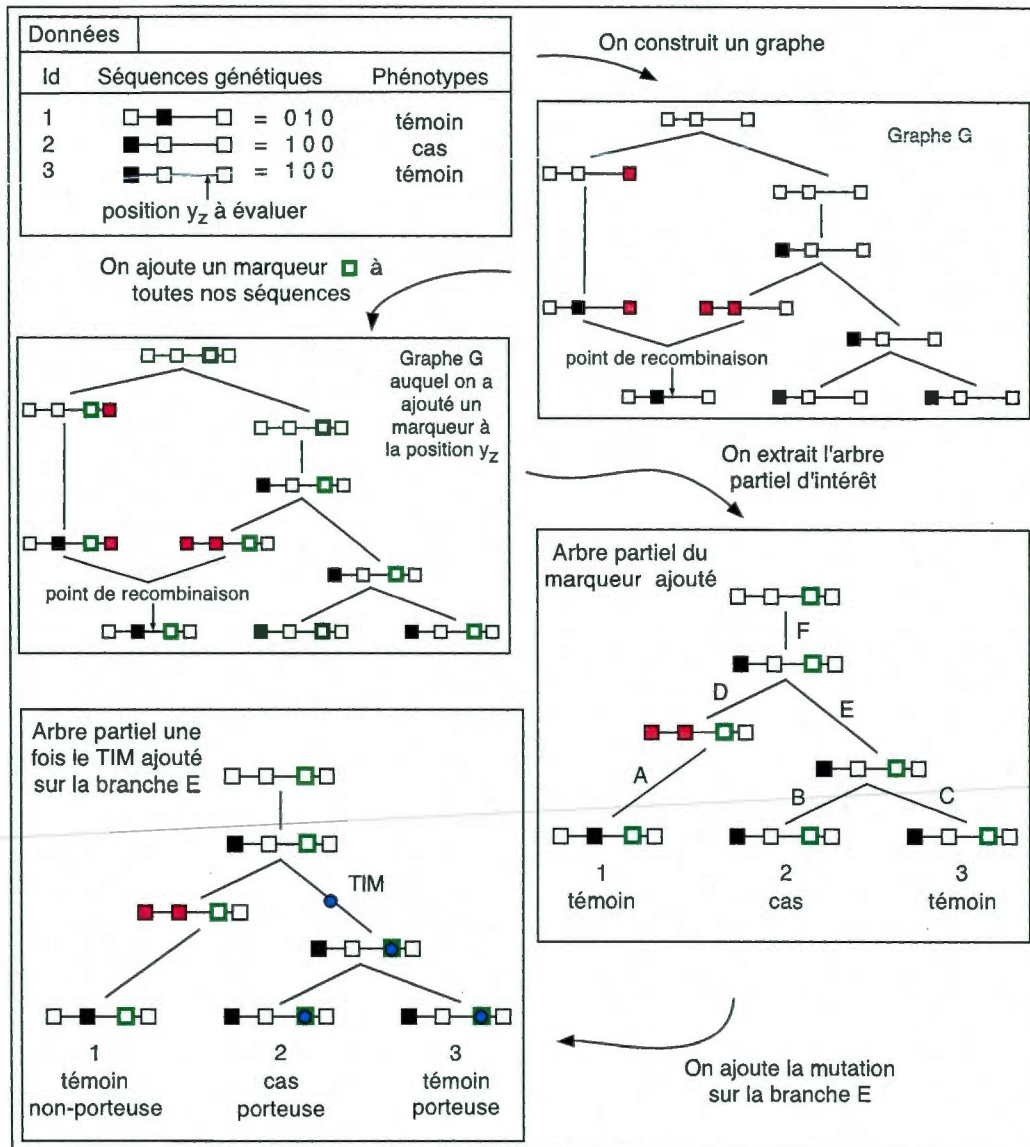 Données
Id Séquences génétiques Phénotypes
1 = 0 1 0 témoin
2 = 1 0 0 cas
3 = 1 0 0 témoin
position yz à évaluer
On construit un graphe
Graphe G
point de recombinaison
On ajoute un marqueur à
toutes nos séquences
Graphe G
auquel on a
ajouté un
marqueur à
la position yz
point de recombinaison
On extrait l'arbre
partiel d'intérêt
Arbre partiel du
marqueur ajouté
F
D
E
A
B
C
1 2 3
témoin cas témoin
On ajoute la mutation
sur la branche E
Arbre partiel une
fois le TIM ajouté
sur la branche E
TIM
1 2 3
témoin cas témoin
non-porteuse porteuse porteuse